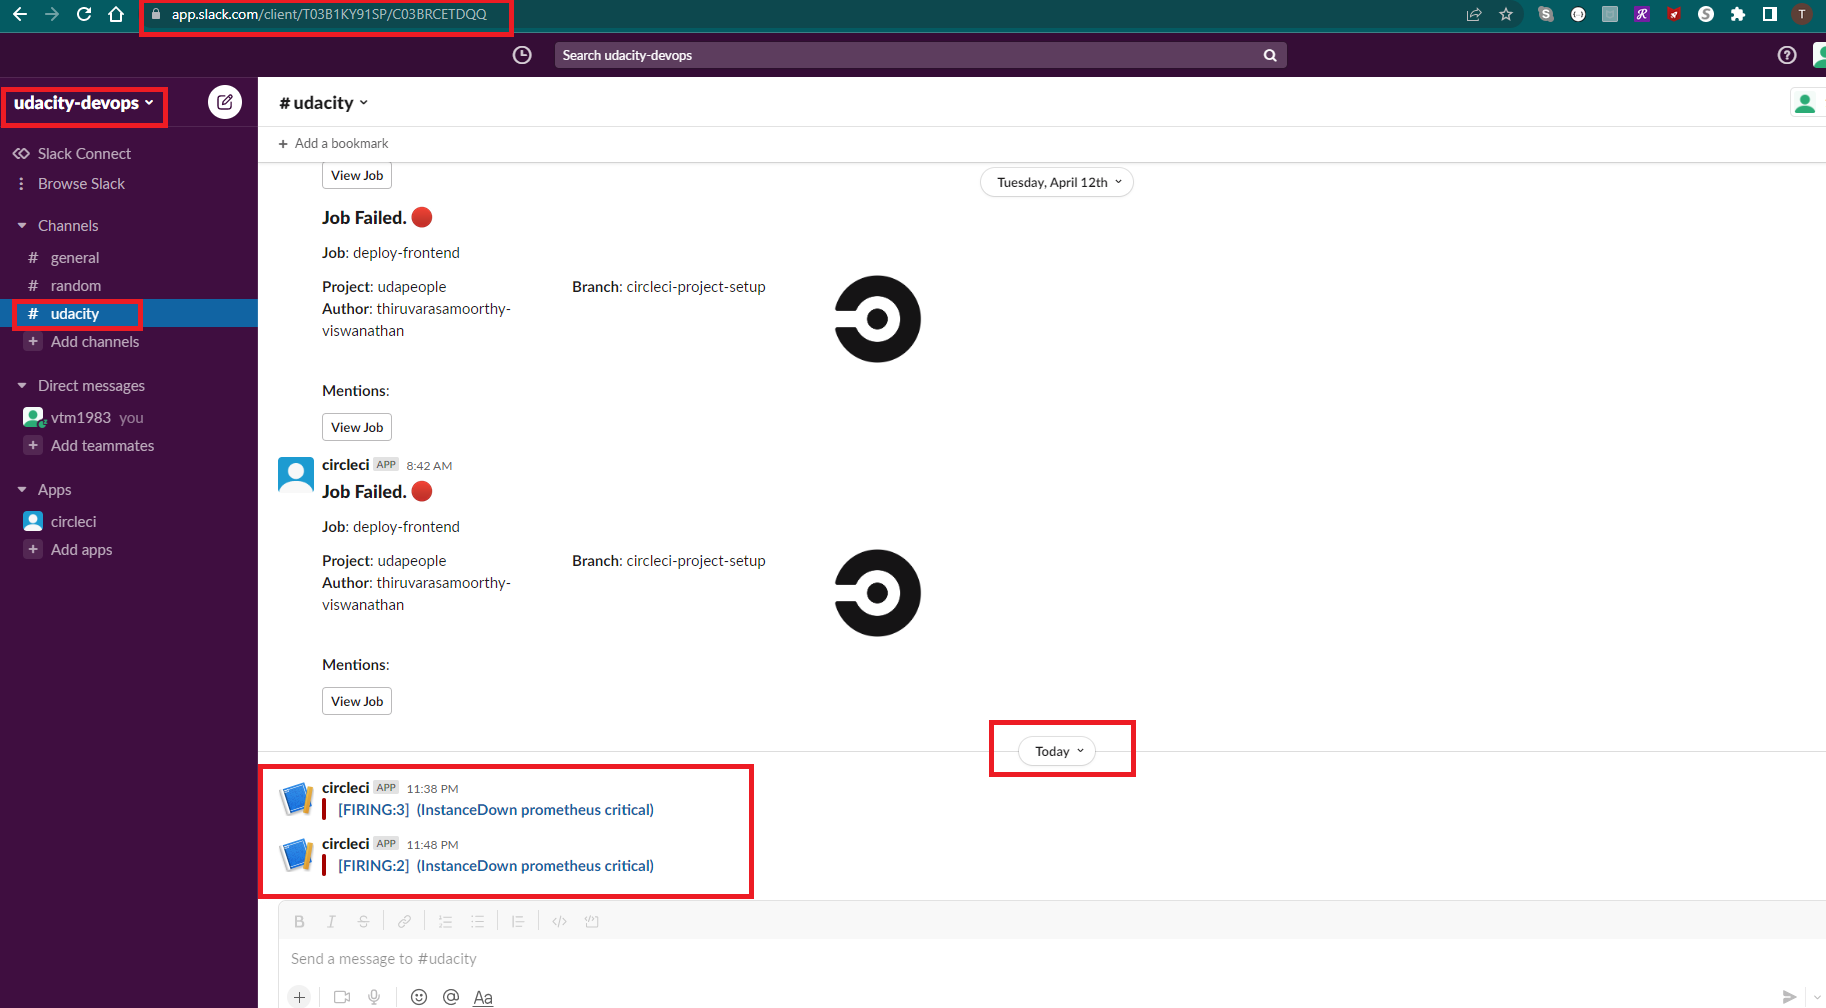 app.slack.com/client/T03B1KY91SP/C03BRCETDQQ
T
Search udacity-devops
udacity-devops
# udacity
+ Add a bookmark
Slack Connect
Browse Slack
Channels
# general
# random
# udacity
+ Add channels
Direct messages
vtm1983 you
+ Add teammates
Apps
circleci
+ Add apps
View Job
Tuesday, April 12th
Job Failed.
Job: deploy-frontend
Project: udapeople
Branch: circleci-project-setup
Author: thiruvarasamoorthy-
viswanathan
Mentions:
View Job
circleci APP 8:42 AM
Job Failed.
Job: deploy-frontend
Project: udapeople
Branch: circleci-project-setup
Author: thiruvarasamoorthy-
viswanathan
Mentions:
View Job
Today
circleci APP 11:38 PM
[FIRING:3] (InstanceDown prometheus critical)
circleci APP 11:48 PM
[FIRING:2] (InstanceDown prometheus critical)
B I S
Send a message to #udacity
+ @ Aa